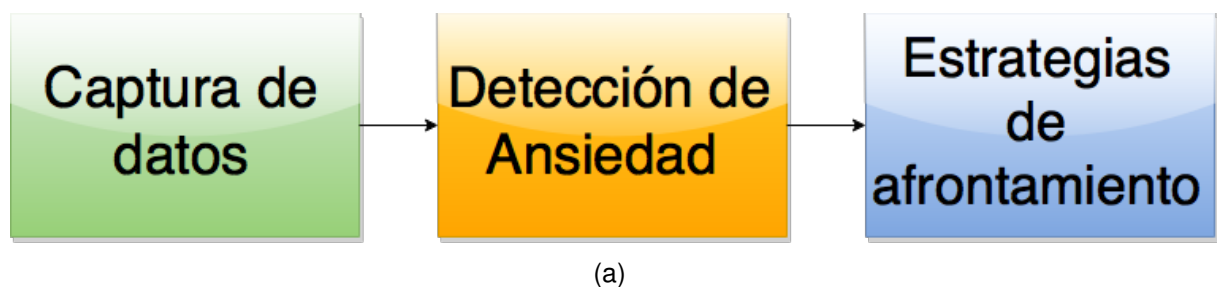 Captura de
datos
Detección de
Ansiedad
Estrategias
de
afrontamiento
(a)